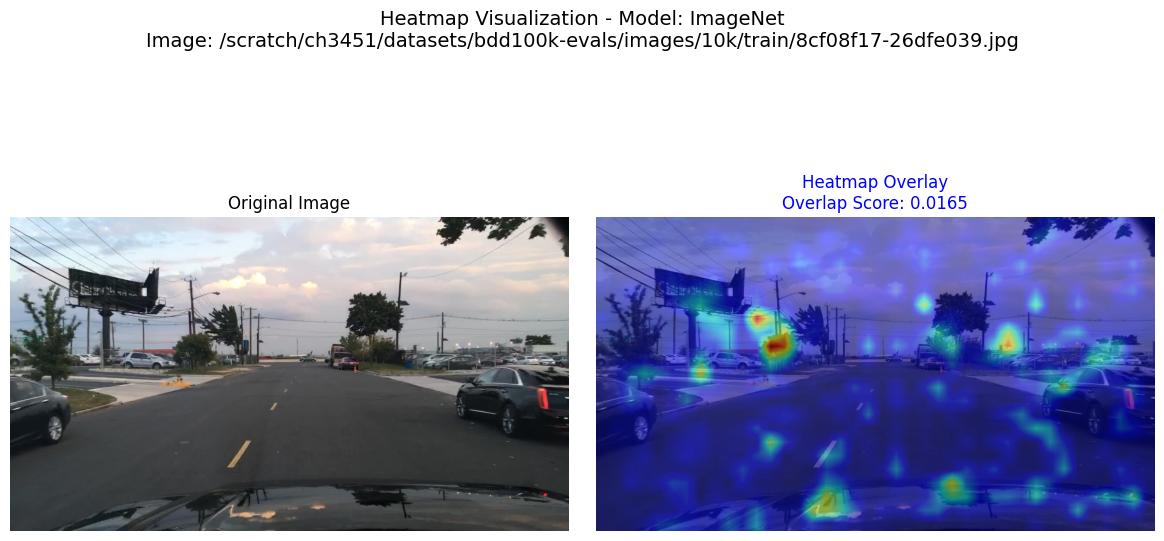 Heatmap Visualization - Model: ImageNet
Image: /scratch/ch3451/datasets/bdd100k-evals/images/10k/train/8cf08f17-26dfe039.jpg
Original Image
Heatmap Overlay
Overlap Score: 0.0165